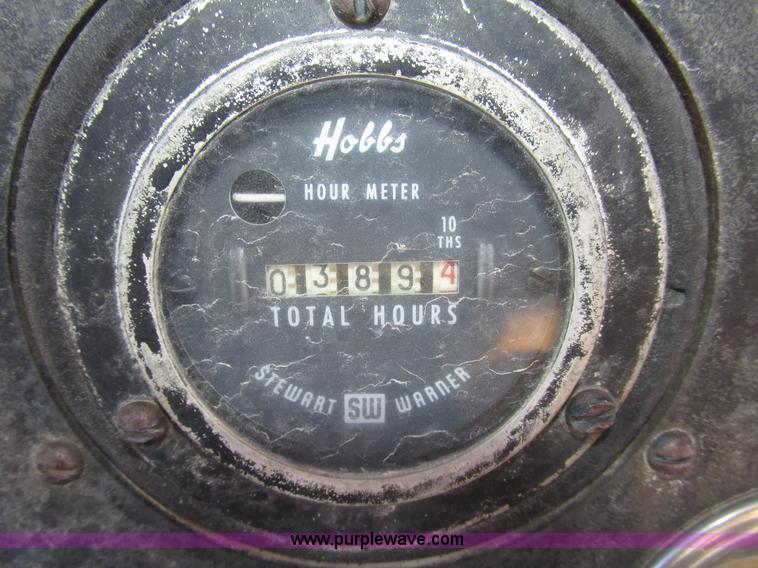 Hobbs
HOUR METER
10
THS
0 3 8 9 4
TOTAL HOURS
STEWART SW WARNER
www.purplewave.com